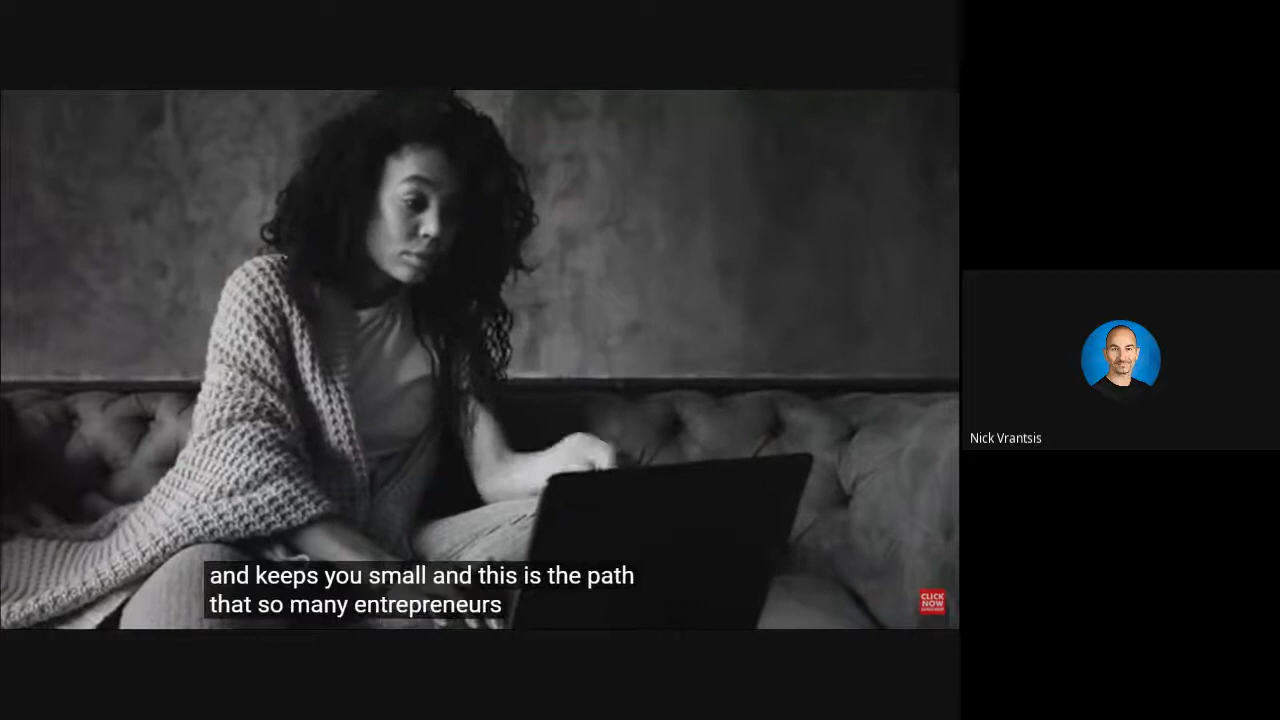 and keeps you small and this is the path
that so many entrepreneurs
CLICK
NOW
Nick Vrantsis